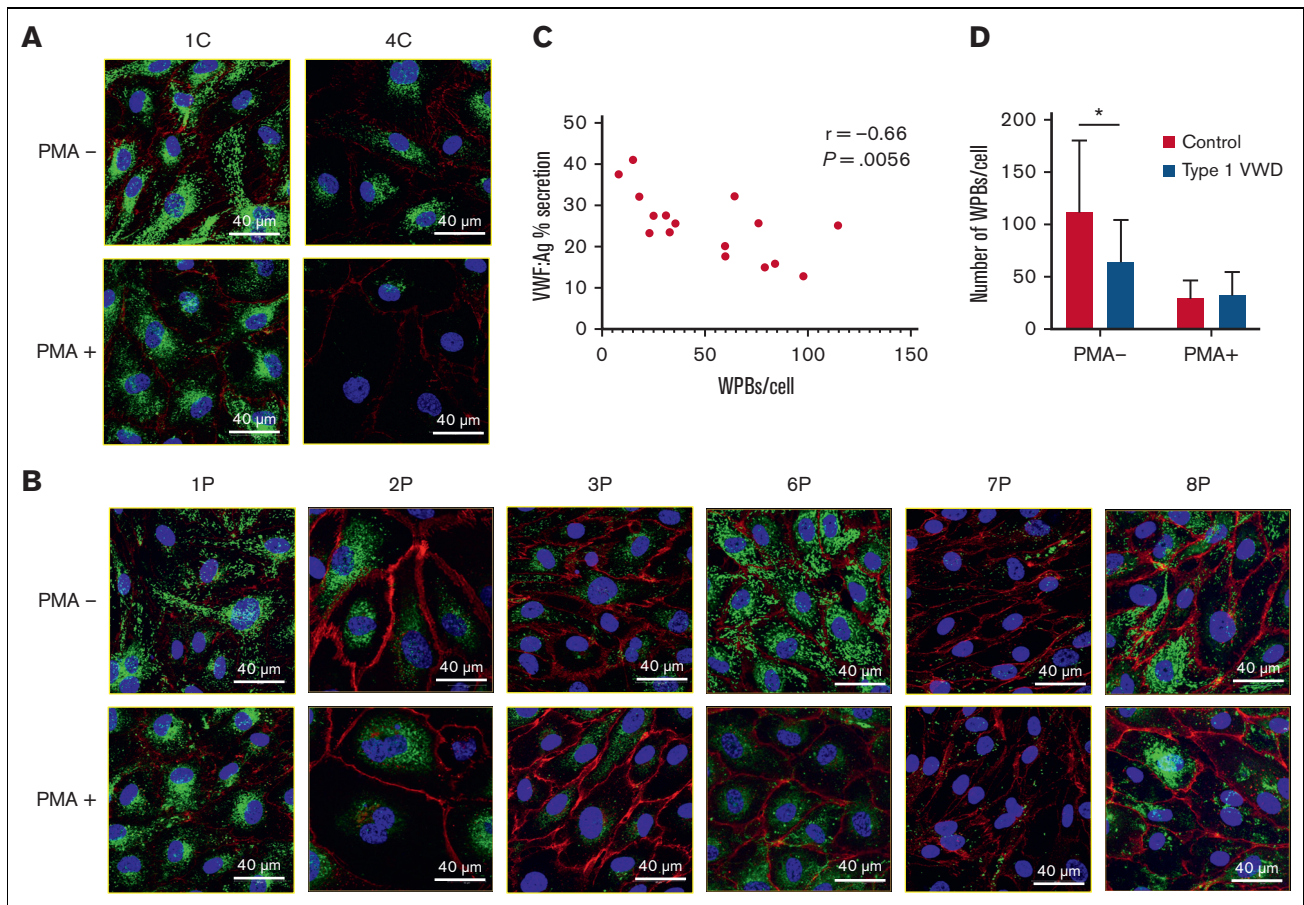 A
1C 4C
PMA –
40 µm 40 µm
PMA +
40 µm 40 µm
C
50
40
30
20
10
0
VWF:Ag % secretion
r = –0.66
P = .0056
0 50 100 150
WPBs/cell
D
200
150
100
50
0
Number of WPBs/cell
*
Control
Type 1 VWD
PMA– PMA+
B
1P 2P 3P 6P 7P 8P
PMA –
40 µm 40 µm 40 µm 40 µm 40 µm 40 µm
PMA +
40 µm 40 µm 40 µm 40 µm 40 µm 40 µm